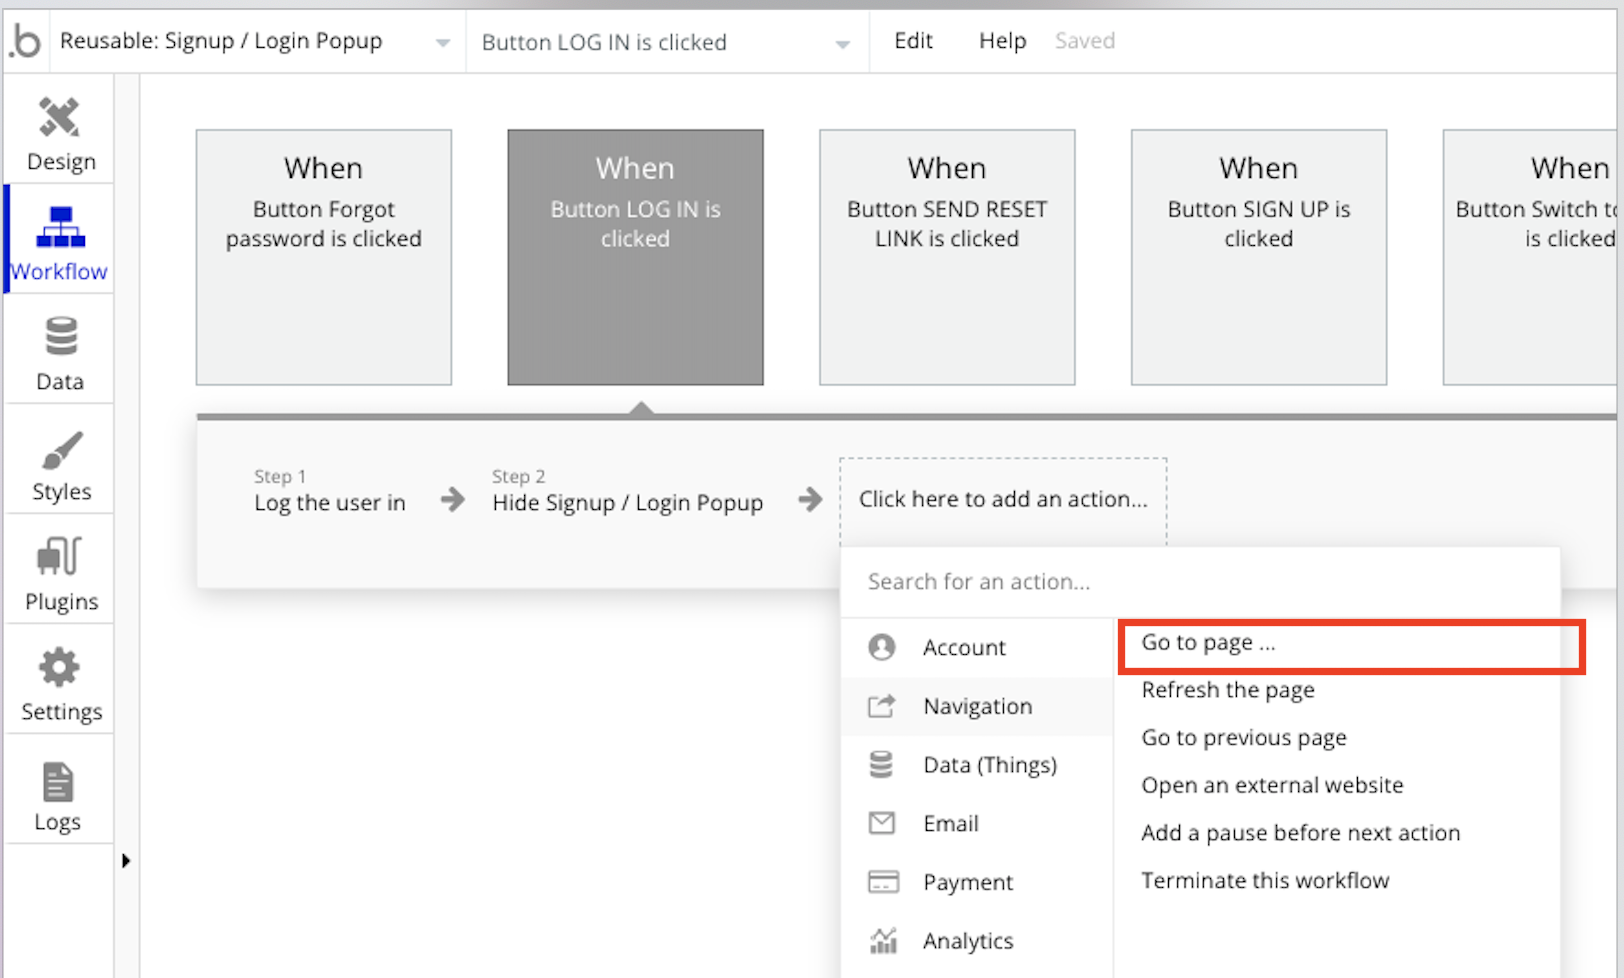 .b
Reusable: Signup / Login Popup
Button LOG IN is clicked
Edit
Help
Saved
Design
Workflow
Data
Styles
Plugins
Settings
Logs
When
Button Forgot
password is clicked
When
Button LOG IN is
clicked
When
Button SEND RESET
LINK is clicked
When
Button SIGN UP is
clicked
When
Button Switch
is clicked
Step 1
Log the user in
Step 2
Hide Signup / Login Popup
Click here to add an action...
Search for an action...
Account
Navigation
Data (Things)
Email
Payment
Analytics
Go to page ...
Refresh the page
Go to previous page
Open an external website
Add a pause before next action
Terminate this workflow